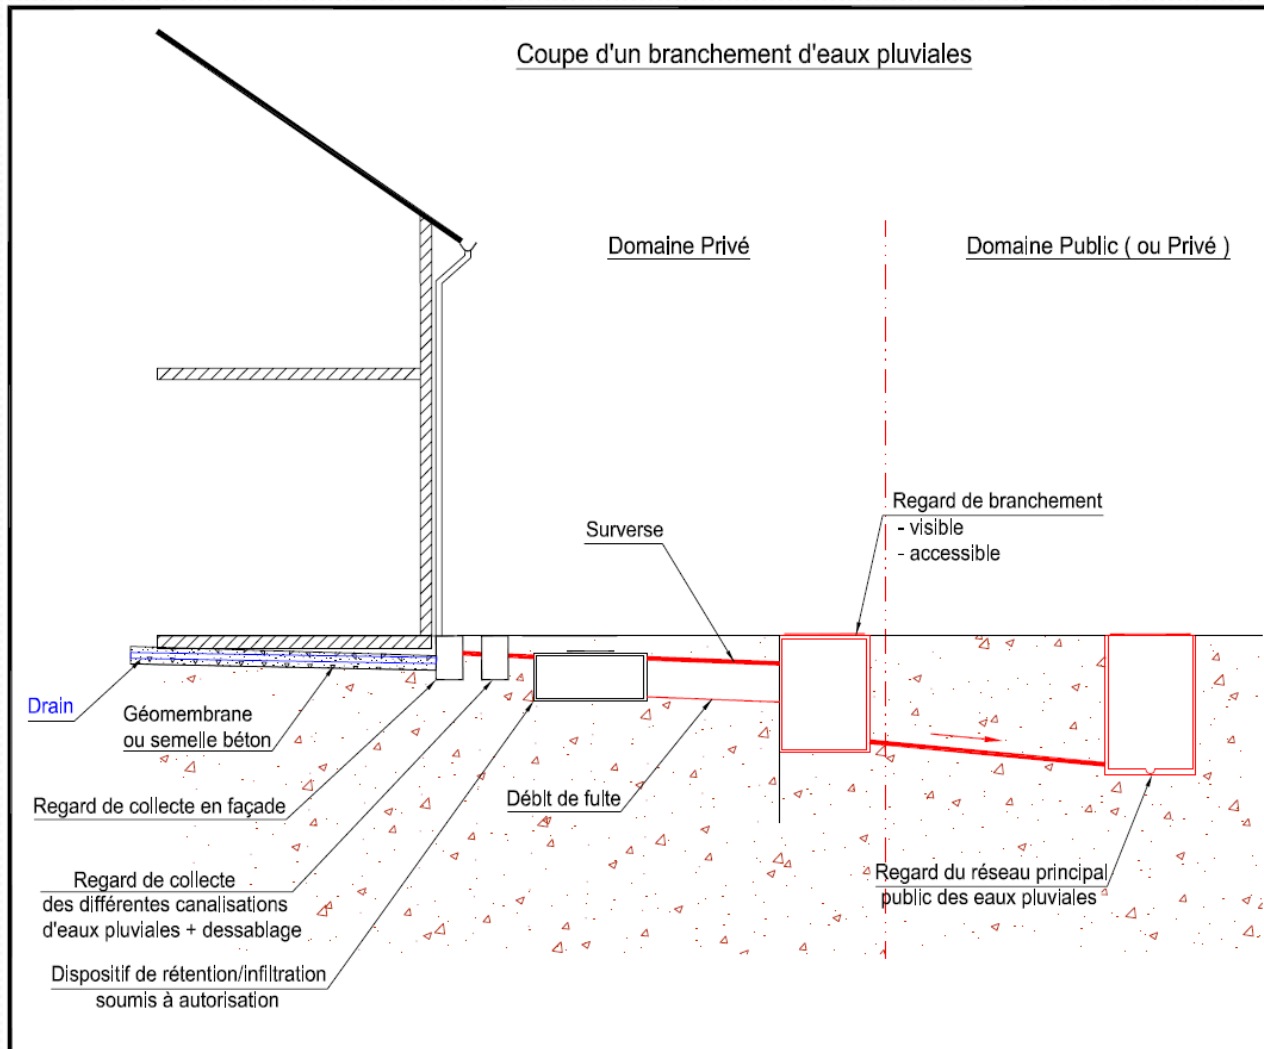 Coupe d'un branchement d'eaux pluviales
Domaine Privé
Domaine Public ( ou Privé )
Regard de branchement
- visible
- accessible
Surverse
Drain
Géomembrane
ou semelle béton
Regard de collecte en façade
Débit de fuite
Regard de collecte
des différentes canalisations
d'eaux pluviales + dessablage
Regard du réseau principal
public des eaux pluviales
Dispositif de rétention/infiltration
soumis à autorisation